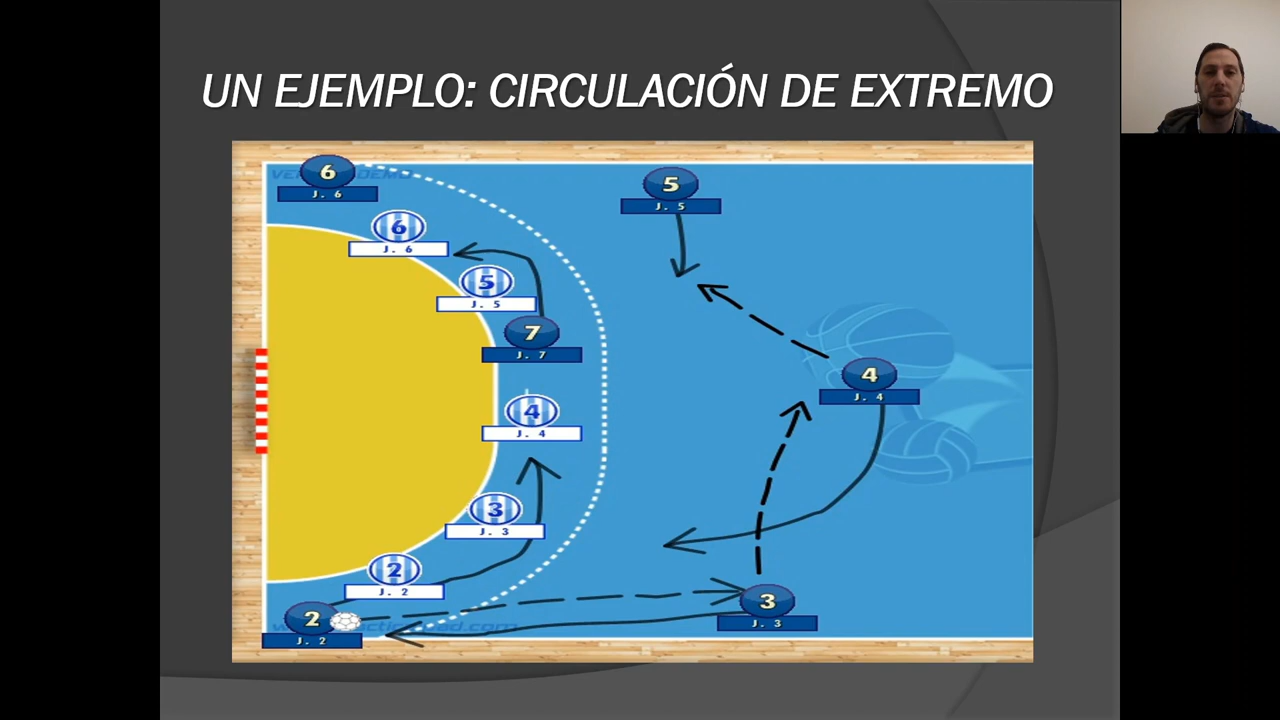 UN EJEMPLO: CIRCULACIÓN DE EXTREMO
6
J. 6
5
J. 5
6
J. 6
5
J. 5
7
J. 7
4
J. 4
4
J. 4
3
J. 3
2
J. 2
3
J. 3
2
J. 2